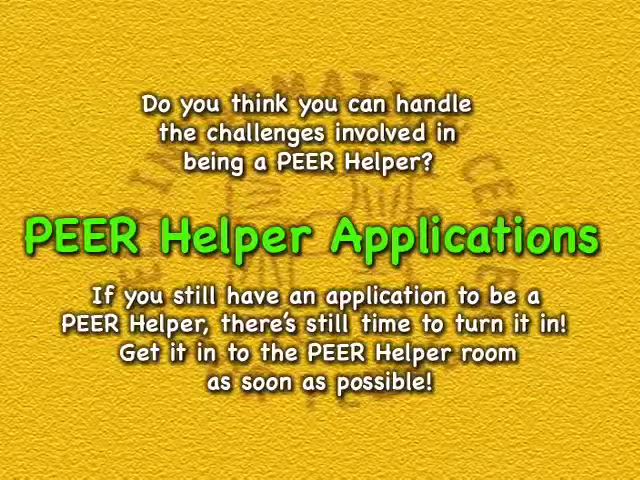 Do you think you can handle
the challenges involved in
being a PEER Helper?
PEER Helper Applications
If you still have an application to be a
PEER Helper, there's still time to turn it in!
Get it in to the PEER Helper room
as soon as possible!